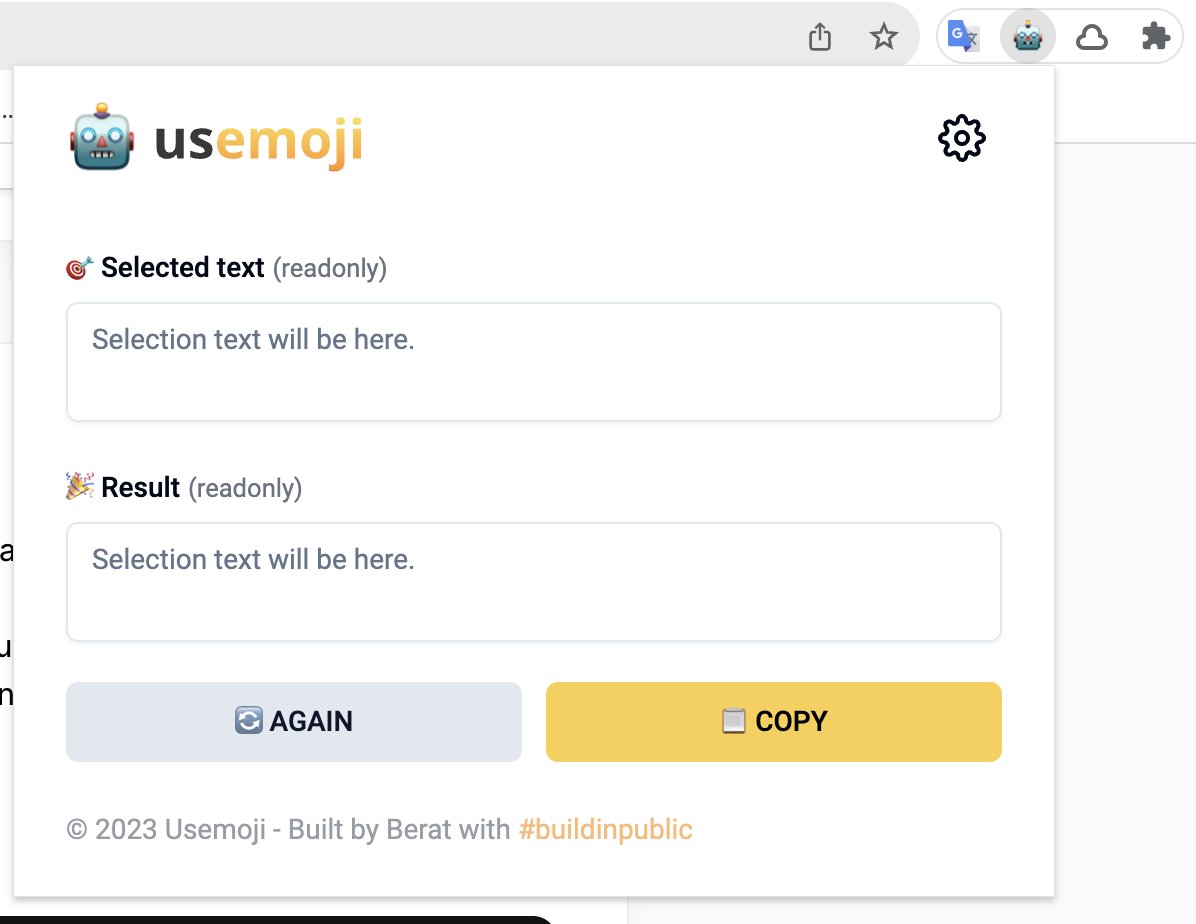 usemoji
🎯 Selected text (readonly)
Selection text will be here.
🎉 Result (readonly)
Selection text will be here.
🔄 AGAIN
📋 COPY
© 2023 Usemoji - Built by Berat with #buildinpublic